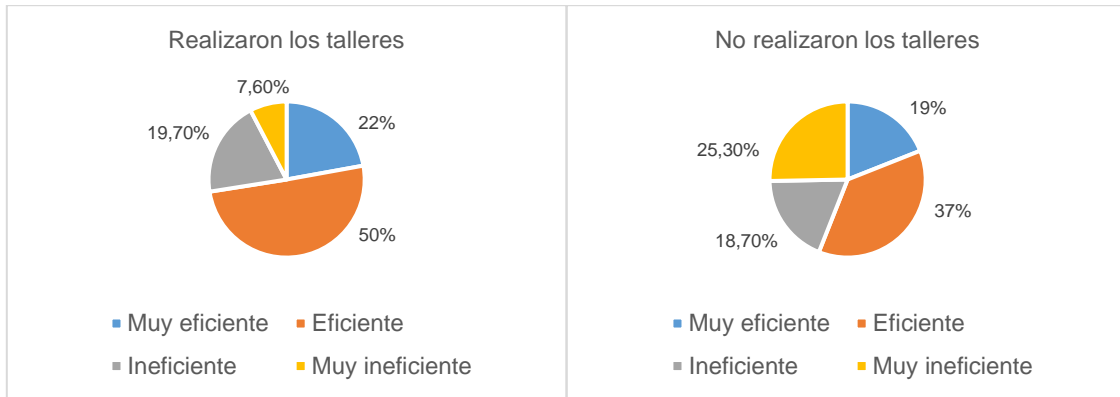 Realizaron los talleres
7,60%
22%
19,70%
50%
Muy eficiente Eficiente
Ineficiente Muy ineficiente
No realizaron los talleres
19%
25,30%
37%
18,70%
Muy eficiente Eficiente
Ineficiente Muy ineficiente